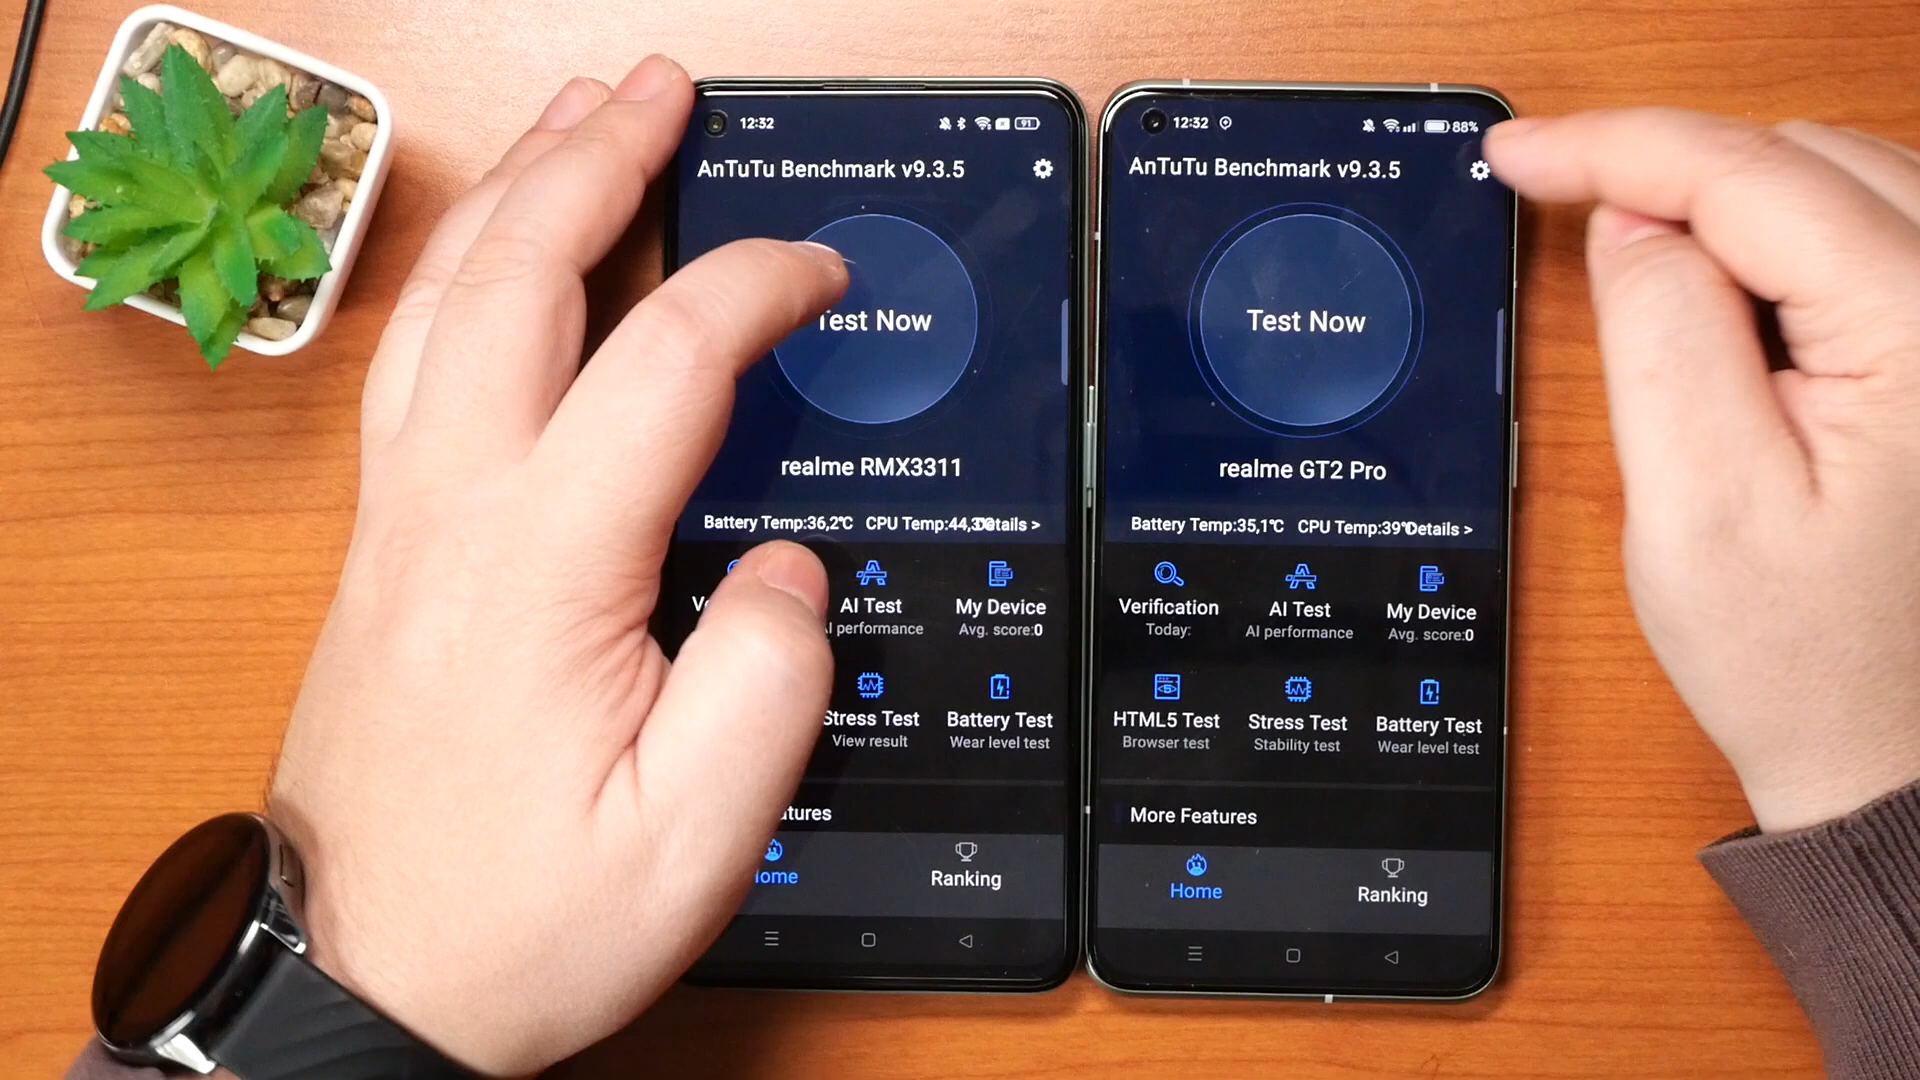 12:32
91
AnTuTu Benchmark v9.3.5
Test Now
realme RMX3311
Battery Temp:36,2℃ CPU Temp:44,3 Details >
AI Test
AI performance
My Device
Avg. score:0
Stress Test
View result
Battery Test
Wear level test
Home
Ranking
12:32
88%
AnTuTu Benchmark v9.3.5
Test Now
realme GT2 Pro
Battery Temp:35,1℃ CPU Temp:39℃ Details >
Verification
Today:
AI Test
AI performance
My Device
Avg. score:0
HTML5 Test
Browser test
Stress Test
Stability test
Battery Test
Wear level test
More Features
Home
Ranking